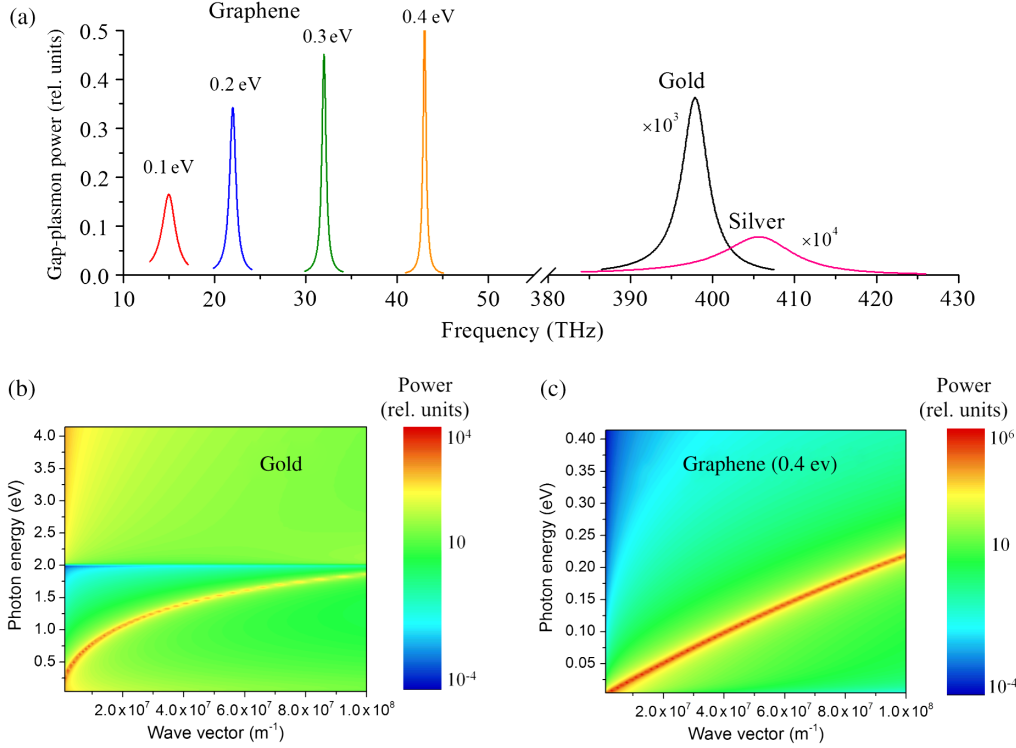 (a)
Graphene
0.4 eV
0.3 eV
0.2 eV
0.1 eV
Gold
×10³
Silver
×10⁴
Gap-plasmon power (rel. units)
0.5
0.4
0.3
0.2
0.1
0.0
10 20 30 40 50 380 390 400 410 420 430
Frequency (THz)
(b)
Power
(rel. units)
Gold
Photon energy (eV)
4.0
3.5
3.0
2.5
2.0
1.5
1.0
0.5
10⁴
10
10⁻⁴
2.0x10⁷ 4.0x10⁷ 6.0x10⁷ 8.0x10⁷ 1.0x10⁸
Wave vector (m⁻¹)
(c)
Power
(rel. units)
Graphene (0.4 ev)
Photon energy (eV)
0.40
0.35
0.30
0.25
0.20
0.15
0.10
0.05
10⁶
10
10⁻⁴
2.0x10⁷ 4.0x10⁷ 6.0x10⁷ 8.0x10⁷ 1.0x10⁸
Wave vector (m⁻¹)